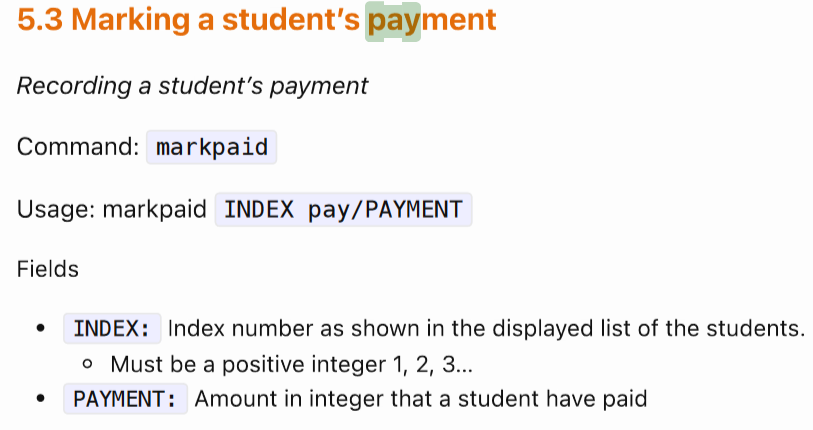 5.3 Marking a student’s payment
Recording a student’s payment
Command: markpaid
Usage: markpaid INDEX pay/PAYMENT
Fields
INDEX: Index number as shown in the displayed list of the students.
Must be a positive integer 1, 2, 3...
PAYMENT: Amount in integer that a student have paid